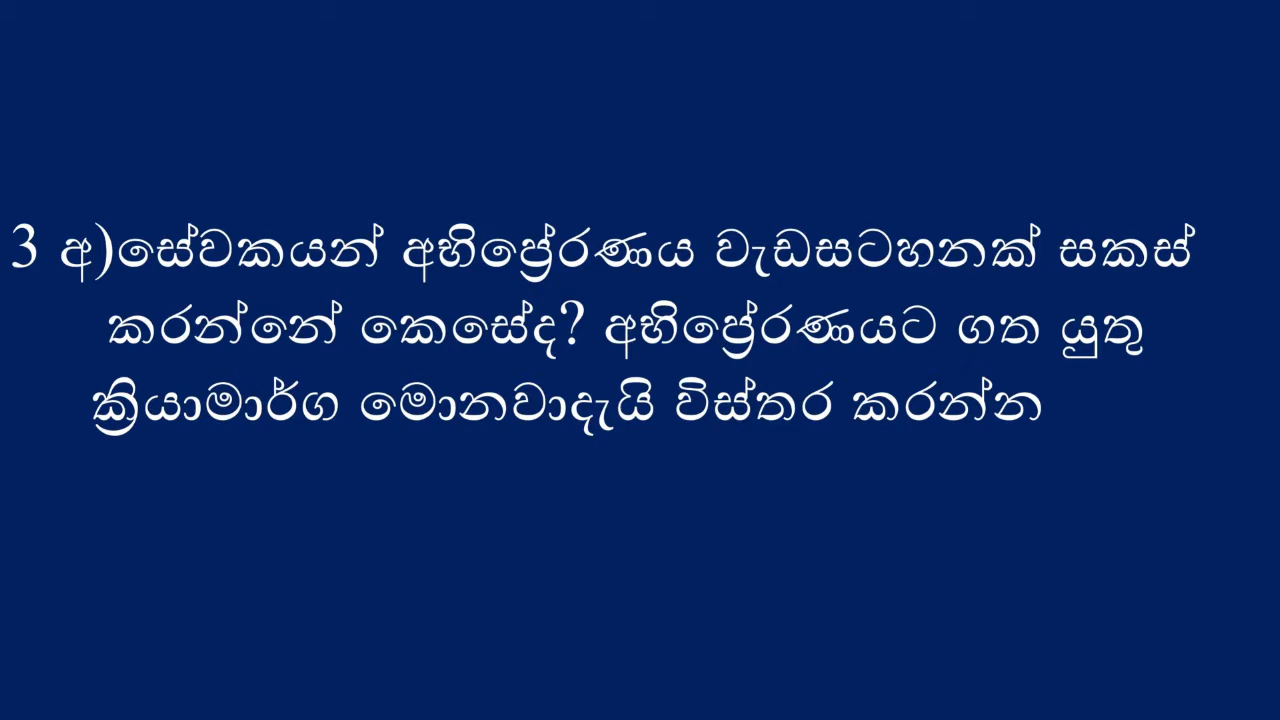 3 අ)සේවකයන් අභිප්‍රේරණය වැඩසටහනක් සකස්
කරන්නේ කෙසේද? අභිප්‍රේරණයට ගත යුතු
ක්‍රියාමාර්ග මොනවාදැයි විස්තර කරන්න